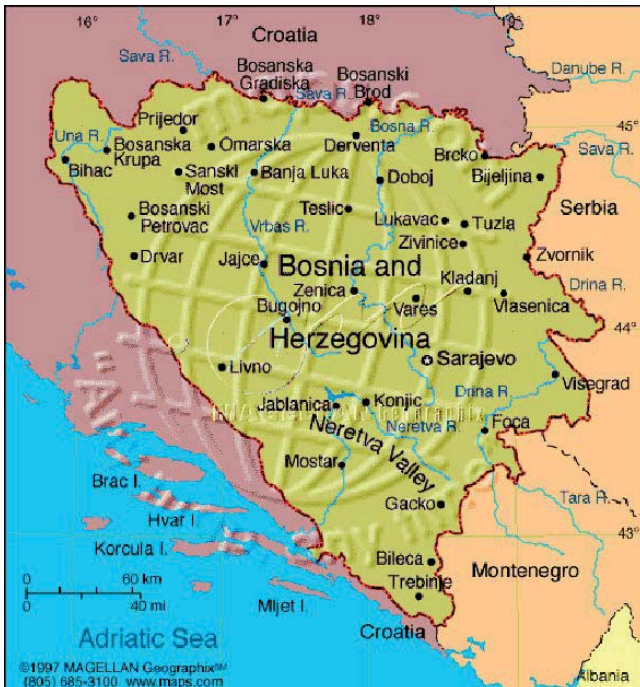 16°
17°
18°
19°
Croatia
Sava R.
Danube R.
Bosanska
Gradiska
Sava R.
Bosanski
Brod
45°
Prijedor
Una R.
Bosanska
Krupa
Omarska
Derventa
Bosna R.
Brcko
Sava R.
Bihac
Sanski
Most
Banja Luka
Doboj
Bijeljina
Bosanski
Petrovac
Teslic
Vrbas R.
Lukavac
Tuzla
Serbia
Zivinice
Drvar
Jajce
Bosnia and
Herzegovina
Zvornik
Zenica
Kladanj
Drina R.
Bugojno
Vares
Vlasenica
44°
Livno
Sarajevo
Visegrad
Jablanica
Konjic
Drina R.
Neretva R.
Foca
Neretva Valley
Mostar
Brac I.
Gacko
Tara R.
Hvar I.
43°
Korcula I.
Bileca
Montenegro
0
60 km
0
40 mi
Mljet I.
Trebinje
Croatia
Adriatic Sea
©1997 MAGELLAN Geographix℠
(805) 685-3100 www.maps.com
Albania